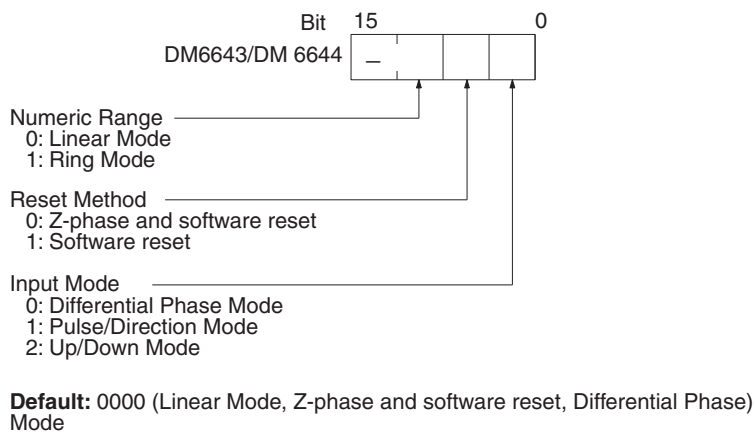 Bit 15 0
DM6643/DM 6644 –
Numeric Range
0: Linear Mode
1: Ring Mode
Reset Method
0: Z-phase and software reset
1: Software reset
Input Mode
0: Differential Phase Mode
1: Pulse/Direction Mode
2: Up/Down Mode
Default: 0000 (Linear Mode, Z-phase and software reset, Differential Phase)
Mode